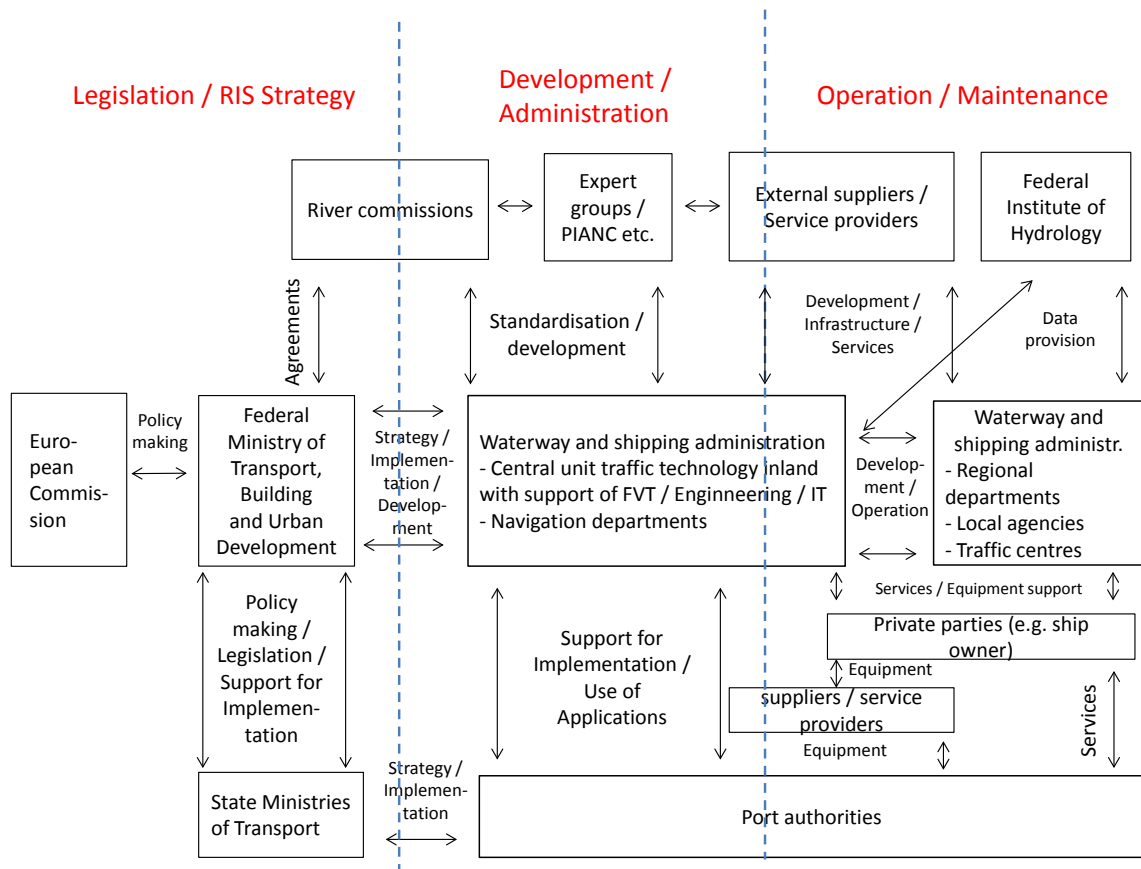 Legislation / RIS Strategy
Development /
Administration
Operation / Maintenance
River commissions
Expert
groups /
PIANC etc.
External suppliers /
Service providers
Federal
Institute of
Hydrology
Agreements
Standardisation /
development
Development /
Infrastructure /
Services
Data
provision
Euro-
pean
Commis-
sion
Policy
making
Federal
Ministry of
Transport,
Building
and Urban
Development
Strategy /
Implemen-
tation /
Develop-
ment
Waterway and shipping administration
- Central unit traffic technology inland
with support of FVT / Enginneering / IT
- Navigation departments
Develop-
ment /
Operation
Waterway and
shipping administr.
- Regional
departments
- Local agencies
- Traffic centres
Services / Equipment support
Policy
making /
Legislation /
Support for
Implemen-
tation
Support for
Implementation /
Use of
Applications
Private parties (e.g. ship
owner)
Equipment
suppliers / service
providers
Equipment
Services
State Ministries
of Transport
Strategy /
Implemen-
tation
Port authorities